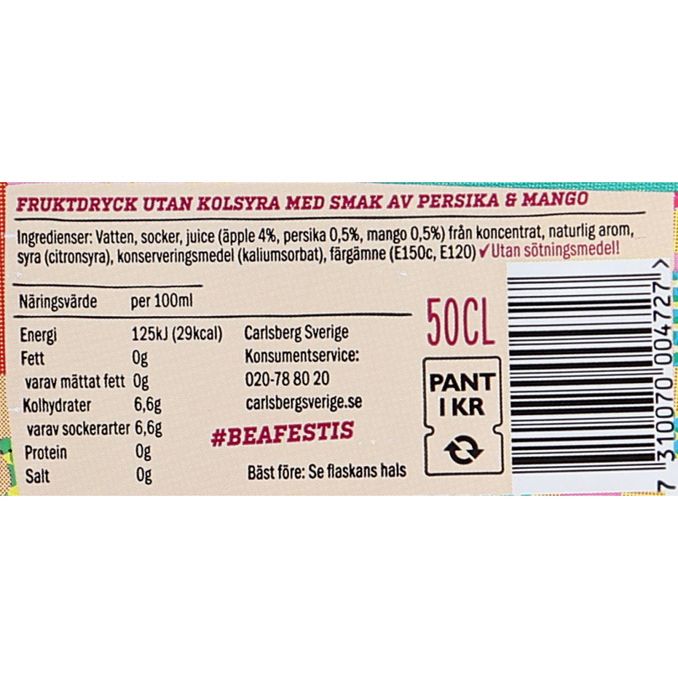 FRUKTDRYCK UTAN KOLSYRA MED SMAK AV PERSIKA & MANGO
Ingredienser: Vatten, socker, juice (äpple 4%, persika 0,5%, mango 0,5%) från koncentrat, naturlig arom,
syra (citronsyra), konserveringsmedel (kaliumsorbat), färgämne (E150c, E120) ✓Utan sötningsmedel!
Näringsvärde per 100ml
Energi 125kJ (29kcal)
Fett 0g
varav mättat fett 0g
Kolhydrater 6,6g
varav sockerarter 6,6g
Protein 0g
Salt 0g
Carlsberg Sverige
Konsumentservice:
020-78 80 20
carlsbergsverige.se
#BEAFESTIS
Bäst före: Se flaskans hals
50CL
PANT
1 KR
7 310070 004727 >